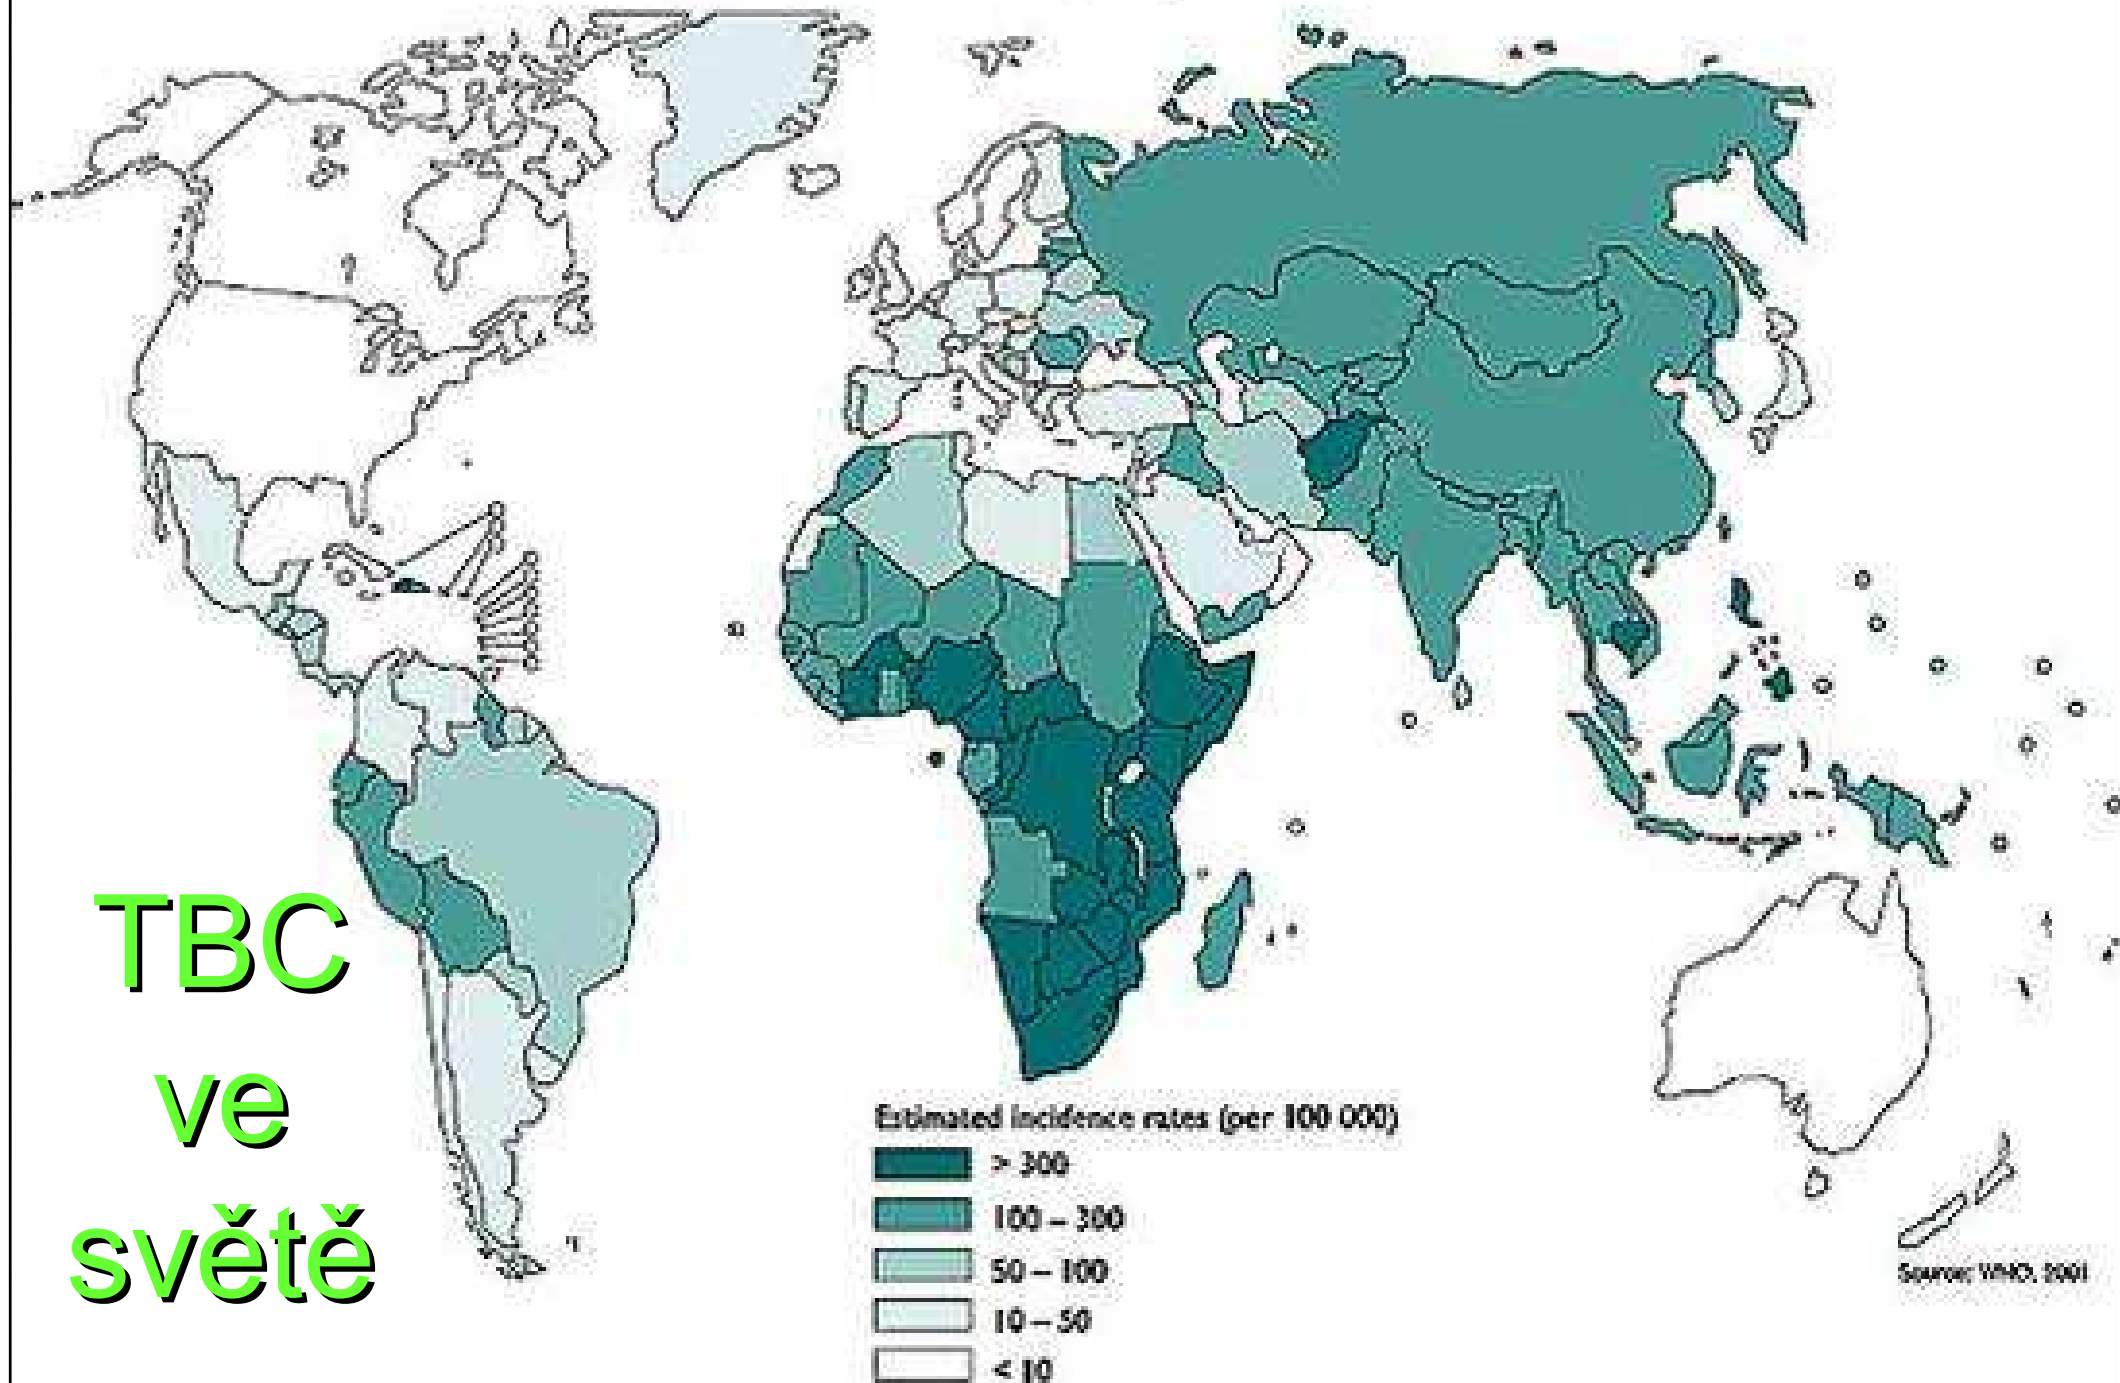 TBC
ve
světě
Estimated incidence rates (per 100 000)
> 300
100 – 300
50 – 100
10 – 50
< 10
Source: WHO, 2001